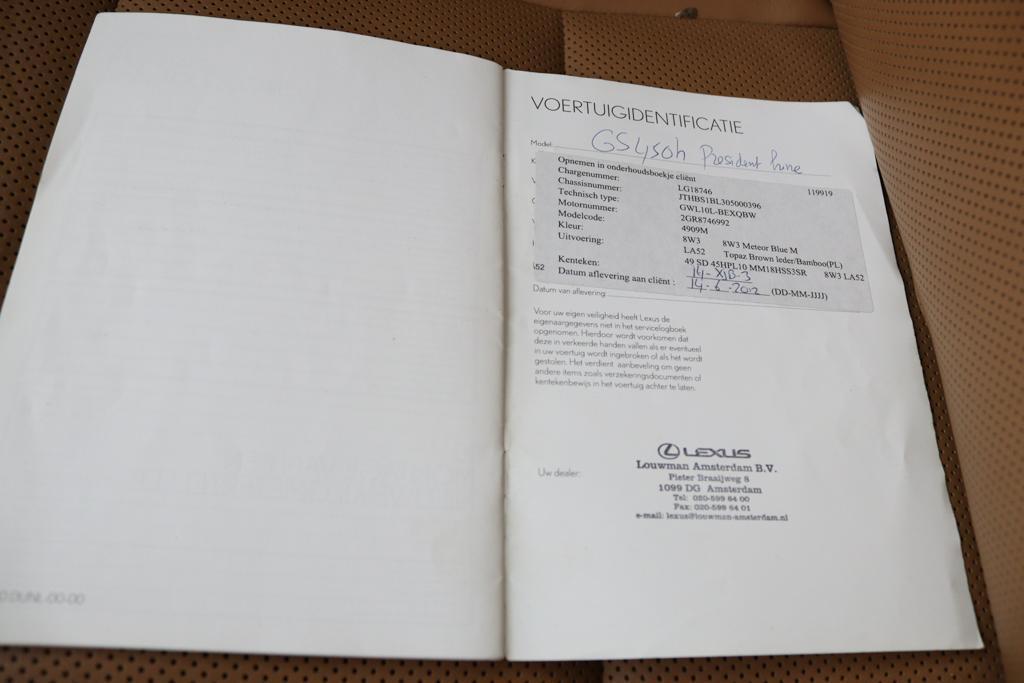 VOERTUIGIDENTIFICATIE
Model GS450h President Line
Opnemen in onderhoudsboekje cliënt
Chargenummer: LG18746 119919
Chassisnummer: JTHBS1BL305000396
Technisch type: GWL10L-BEXQBW
Motornummer: 2GR8746992
Modelcode: 4909M
Kleur: 8W3 8W3 Meteor Blue M
Uitvoering: LA52 Topaz Brown leder/Bamboo(PL)
49 SD 45HPL10 MM18HSS3SR 8W3 LA52
Kenteken: 14-XJB-3
Datum aflevering aan cliënt : 14-6-2012 (DD-MM-JJJJ)
Datum van aflevering
Voor uw eigen veiligheid heeft Lexus de
eigenaargegevens niet in het servicelogboek
opgenomen. Hierdoor wordt voorkomen dat
deze in verkeerde handen vallen als er eventueel
in uw voertuig wordt ingebroken of als het wordt
gestolen. Het verdient aanbeveling om geen
andere items zoals verzekeringsdocumenten of
kentekenbewijs in het voertuig achter te laten.
Uw dealer:
LEXUS
Louwman Amsterdam B.V.
Pieter Braaijweg 8
1099 DG Amsterdam
Tel: 020-599 64 00
Fax: 020-599 64 01
e-mail: lexus@louwman-amsterdam.nl